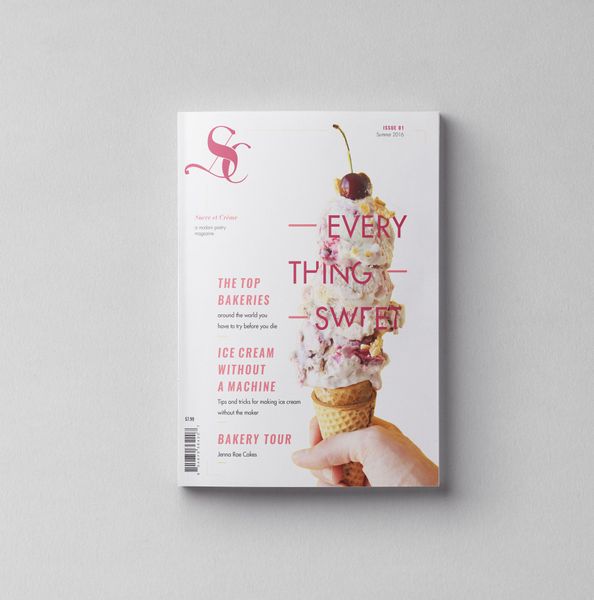 SC
ISSUE 01
Summer 2016
Sucre et Crème
a modern pastry
magazine
EVERY
THING
SWEET
THE TOP
BAKERIES
around the world you
have to try before you die
ICE CREAM
WITHOUT
A MACHINE
Tips and tricks for making ice cream
without the maker
$7.99
BAKERY TOUR
Jenna Rae Cakes